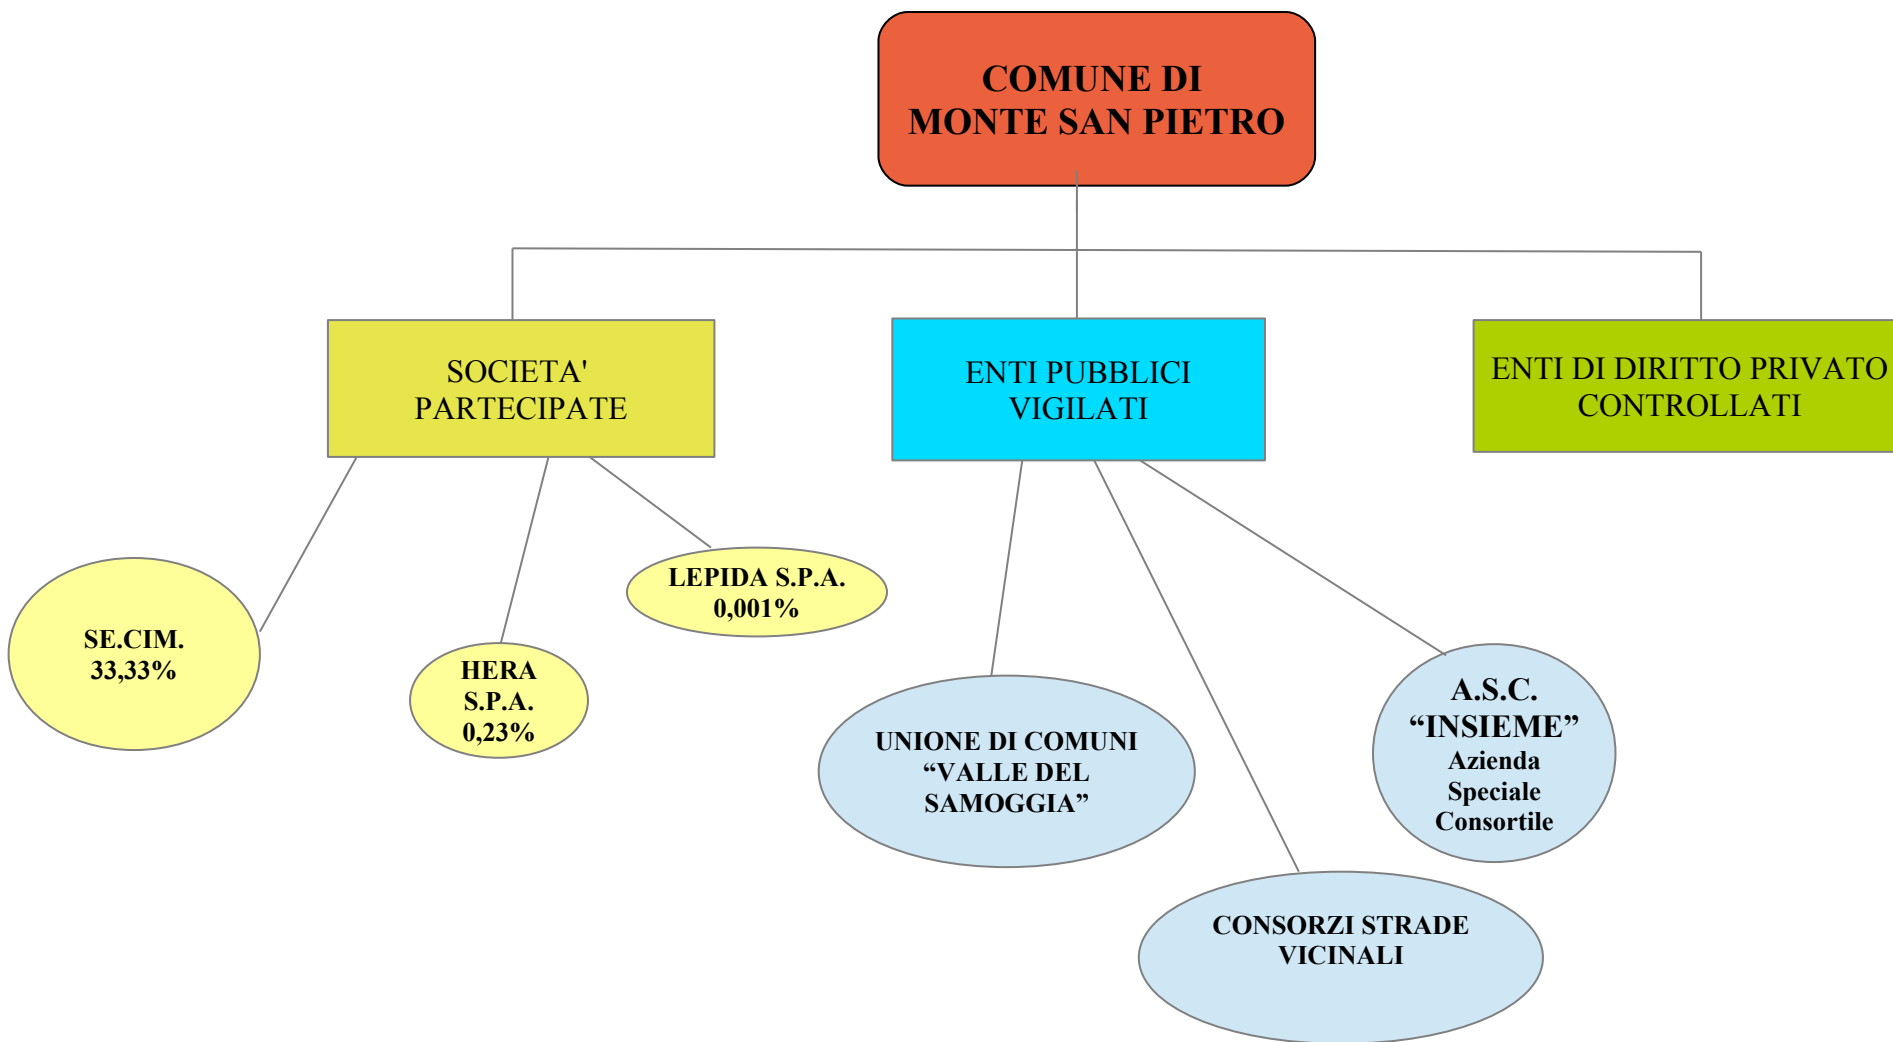 COMUNE DI
MONTE SAN PIETRO
SOCIETA'
PARTECIPATE
ENTI PUBBLICI
VIGILATI
ENTI DI DIRITTO PRIVATO
CONTROLLATI
SE.CIM.
33,33%
HERA
S.P.A.
0,23%
LEPIDA S.P.A.
0,001%
UNIONE DI COMUNI
“VALLE DEL
SAMOGGIA”
CONSORZI STRADE
VICINALI
A.S.C.
“INSIEME”
Azienda
Speciale
Consortile